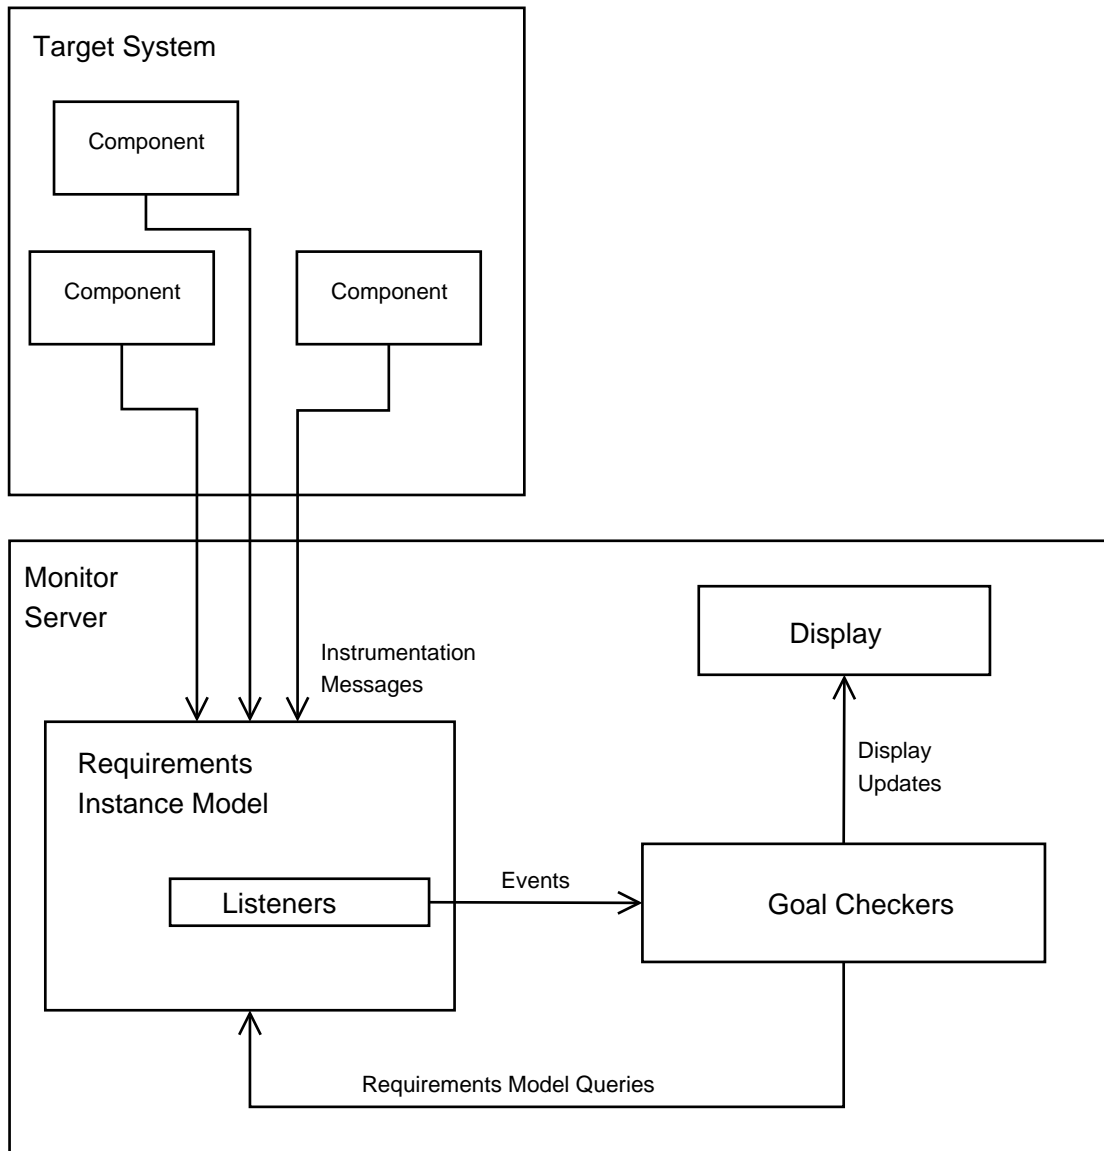 Target System
Component
Component
Component
Monitor
Server
Instrumentation
Messages
Display
Requirements
Instance Model
Display
Updates
Listeners
Events
Goal Checkers
Requirements Model Queries